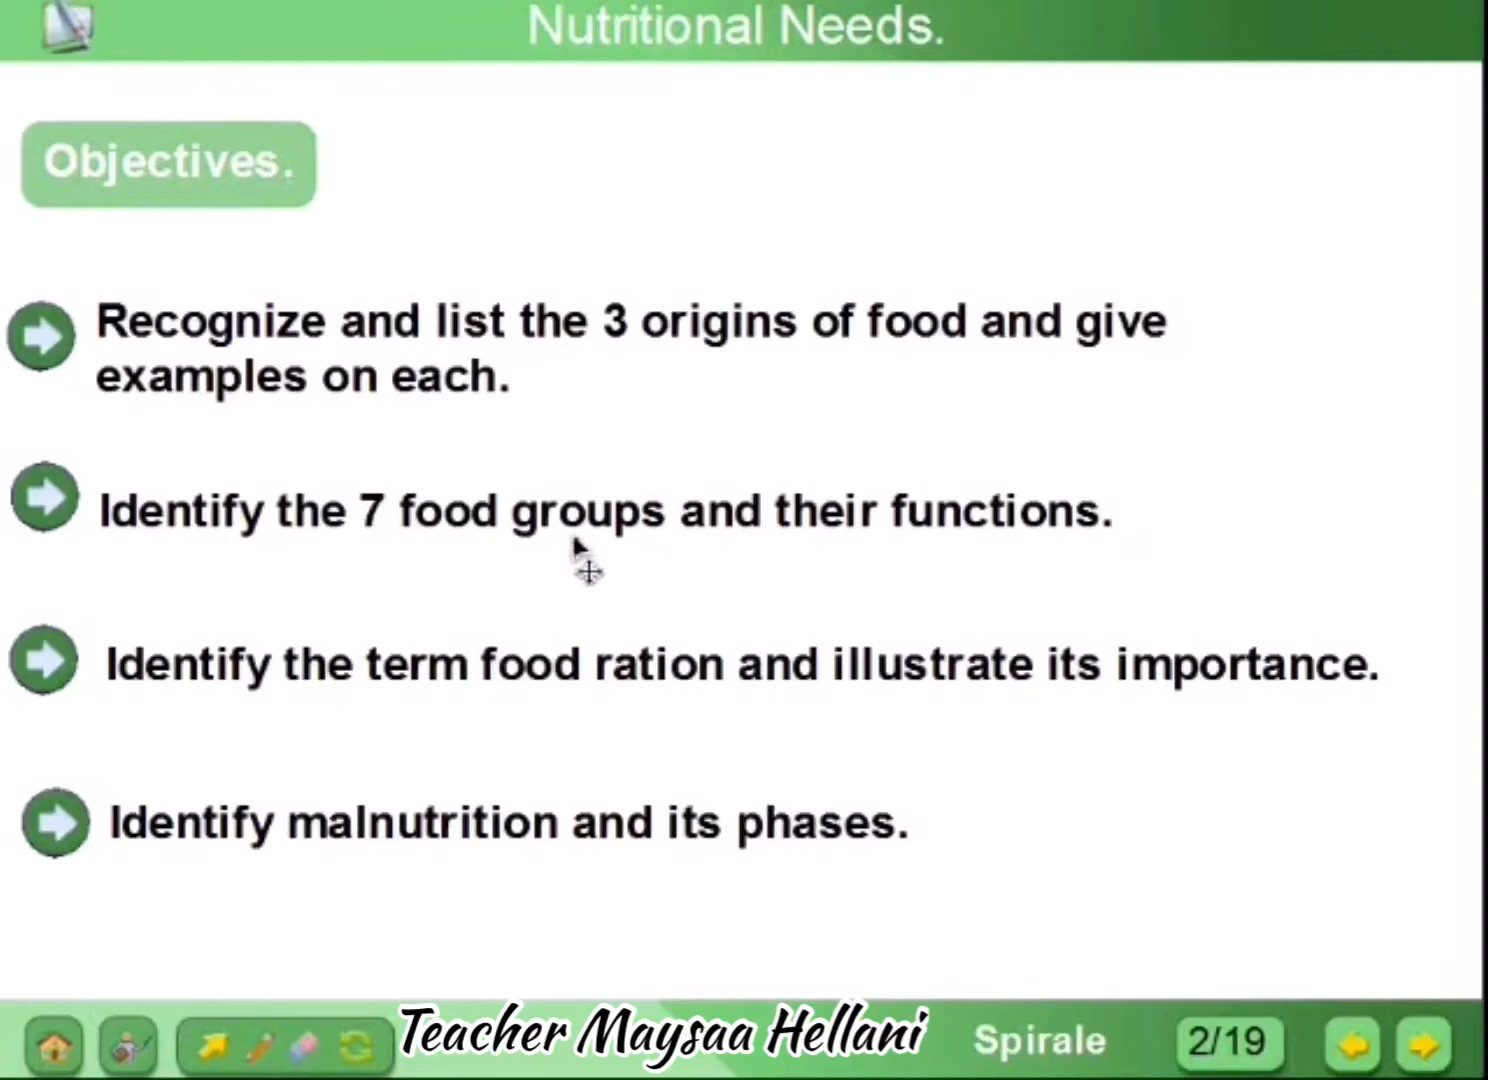 Nutritional Needs.
Objectives.
Recognize and list the 3 origins of food and give
examples on each.
Identify the 7 food groups and their functions.
Identify the term food ration and illustrate its importance.
Identify malnutrition and its phases.
Teacher Maysaa Hellani
Spirale
2/19